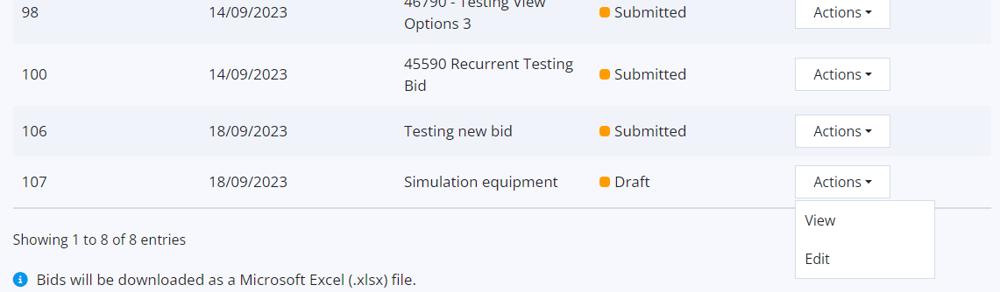 98 14/09/2023 46790 - Testing View Submitted Actions
Options 3
100 14/09/2023 45590 Recurrent Testing Submitted Actions
Bid
106 18/09/2023 Testing new bid Submitted Actions
107 18/09/2023 Simulation equipment Draft Actions
View
Edit
Showing 1 to 8 of 8 entries
Bids will be downloaded as a Microsoft Excel (.xlsx) file.